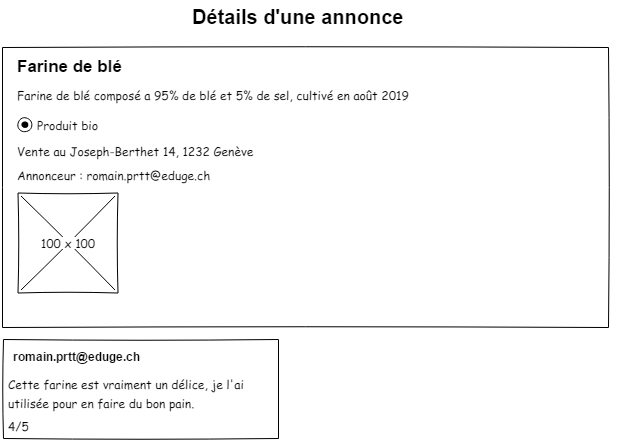 Détails d'une annonce
Farine de blé
Farine de blé composé a 95% de blé et 5% de sel, cultivé en août 2019
Produit bio
Vente au Joseph-Berthet 14, 1232 Genève
Annonceur : romain.prtt@eduge.ch
100 x 100
romain.prtt@eduge.ch
Cette farine est vraiment un délice, je l'ai
utilisée pour en faire du bon pain.
4/5